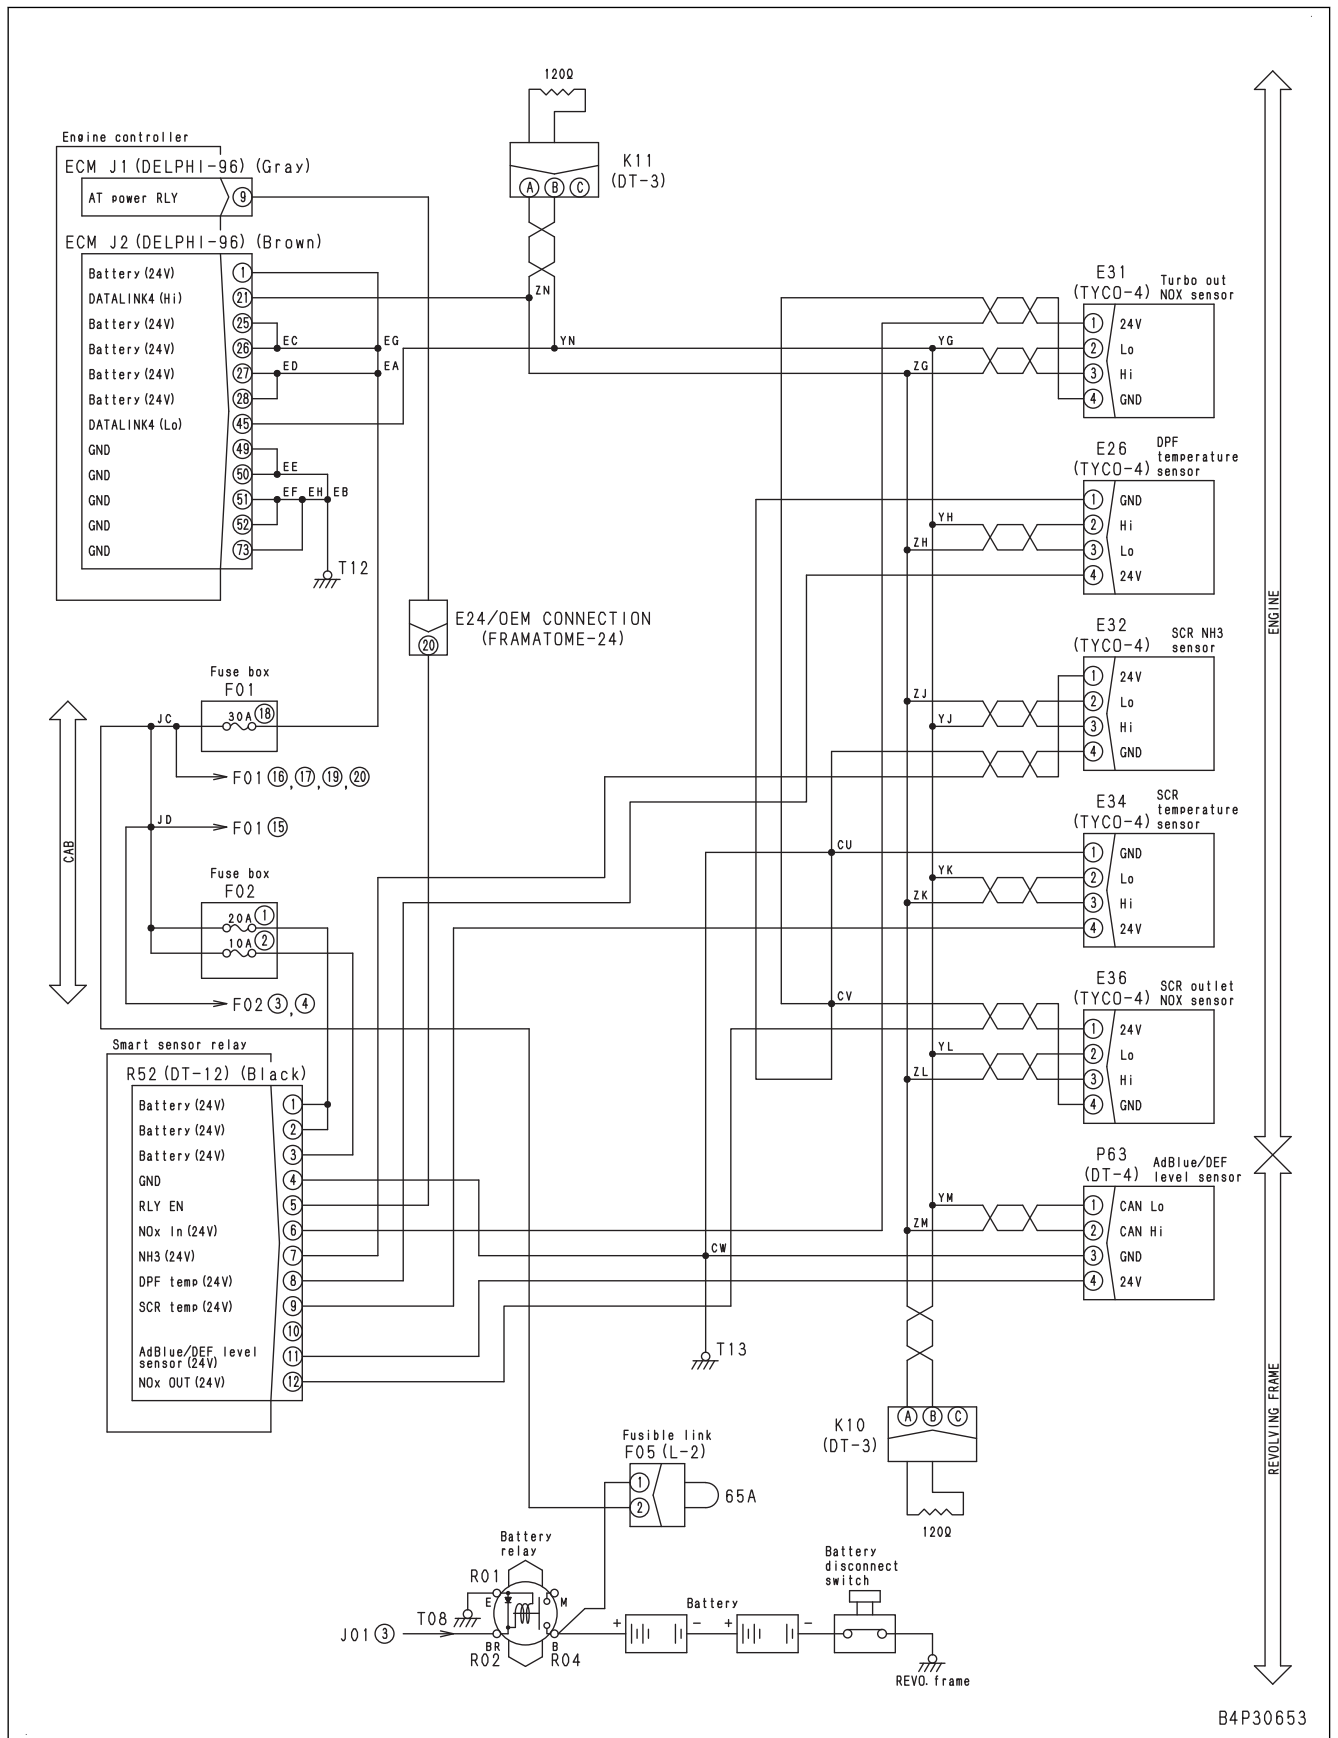 120Ω
K11
(DT-3)
A B C
Engine controller
ECM J1(DELPHI-96)(Gray)
AT power RLY 9
ECM J2(DELPHI-96)(Brown)
Battery(24V) 1
DATALINK4(Hi) 21
Battery(24V) 25
Battery(24V) 26 EC EG
Battery(24V) 27 ED EA
Battery(24V) 28
DATALINK4(Lo) 45
GND 49
GND 50 EE
GND 51 EF EH EB
GND 52
GND 73
T12
ZN
YN
YG
ZG
E31
(TYCO-4)
Turbo out
NOX sensor
1 24V
2 Lo
3 Hi
4 GND
E26
(TYCO-4)
DPF
temperature
sensor
1 GND
YH 2 Hi
ZH 3 Lo
4 24V
E24/OEM CONNECTION
(FRAMATOME-24)
20
E32
(TYCO-4)
SCR NH3
sensor
1 24V
ZJ 2 Lo
YJ 3 Hi
4 GND
Fuse box
F01
30A 18
JC
F01 16,17,19,20
JD
F01 15
CAB
Fuse box
F02
20A 1
10A 2
F02 3,4
E34
(TYCO-4)
SCR
temperature
sensor
CU 1 GND
YK 2 Lo
ZK 3 Hi
4 24V
E36
(TYCO-4)
SCR outlet
NOX sensor
CV
1 24V
YL 2 Lo
ZL 3 Hi
4 GND
ENGINE
Smart sensor relay
R52(DT-12)(Black)
Battery(24V) 1
Battery(24V) 2
Battery(24V) 3
GND 4
RLY EN 5
NOx In(24V) 6
NH3(24V) 7
DPF temp(24V) 8
SCR temp(24V) 9
10
AdBlue/DEF level
sensor(24V) 11
NOx OUT(24V) 12
P63
(DT-4)
AdBlue/DEF
level sensor
YM 1 CAN Lo
ZM 2 CAN Hi
CW 3 GND
4 24V
T13
REVOLVING FRAME
K10
(DT-3)
A B C
120Ω
Fusible link
F05(L-2)
1
2
65A
Battery
relay
R01
E
M
T08
J01 3
BR
R02
B
R04
Battery
+ - + -
Battery
disconnect
switch
REVO. frame
B4P30653